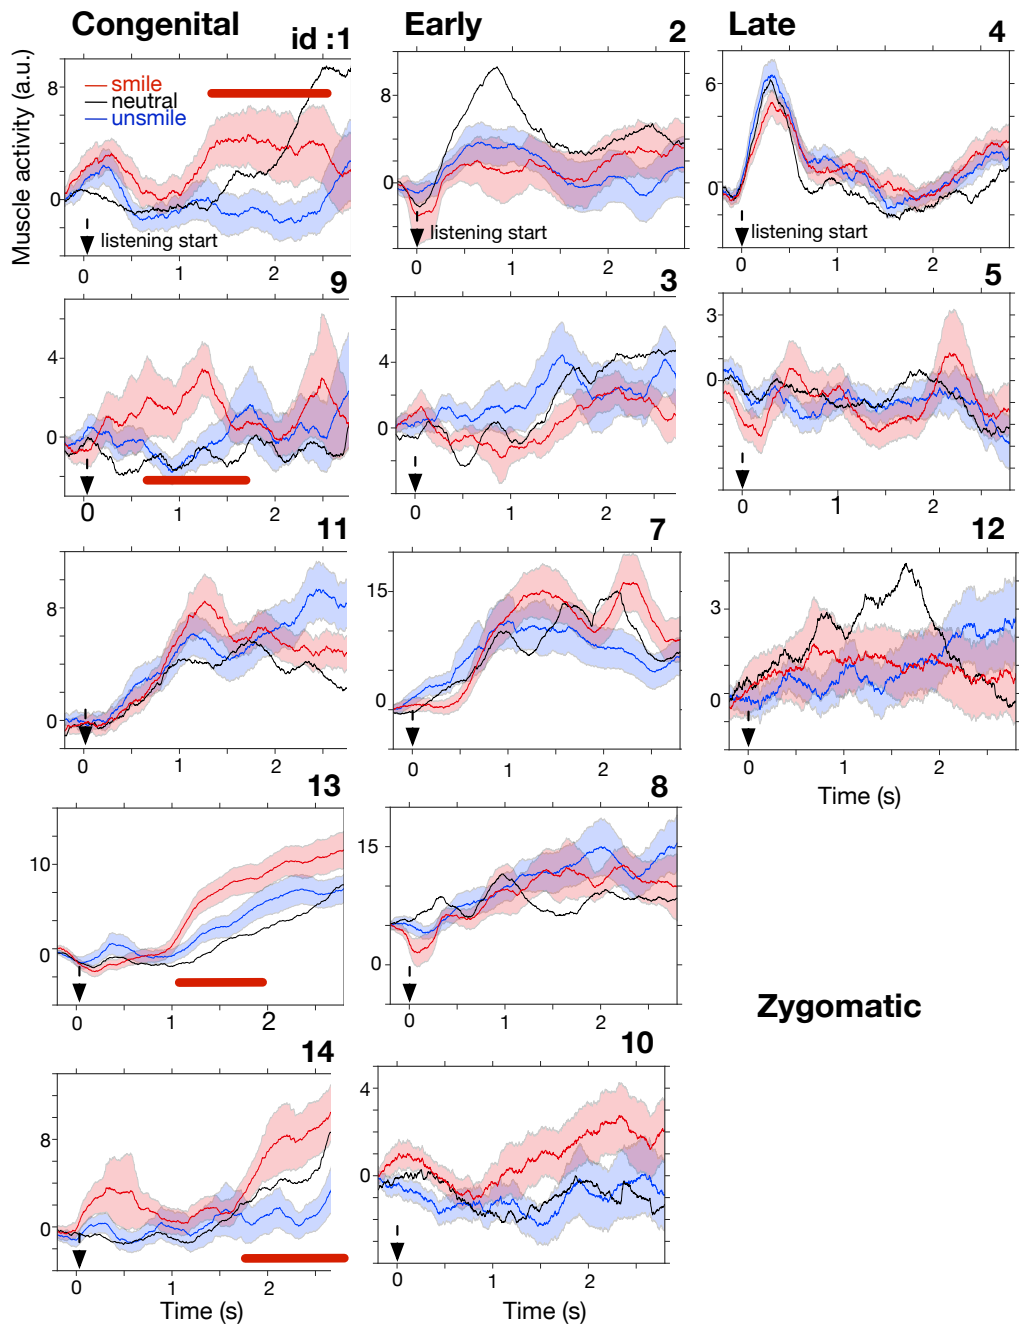 Congenital Early Late
id :1 2 4
Muscle activity (a.u.)
smile
neutral
unsmile
8
0
listening start
0 1 2
8
4
0
listening start
0 1 2
6
0
listening start
0 1 2
9 3 5
4
0
0 1 2
4
0
0 1 2
3
0
0 1 2
11 7 12
8
0
0 1 2
15
0
0 1 2
3
0
0 1 2
Time (s)
13 8
10
0
0 1 2
15
0
0 1 2
Zygomatic
14 10
8
0
0 1 2
Time (s)
4
0
0 1 2
Time (s)